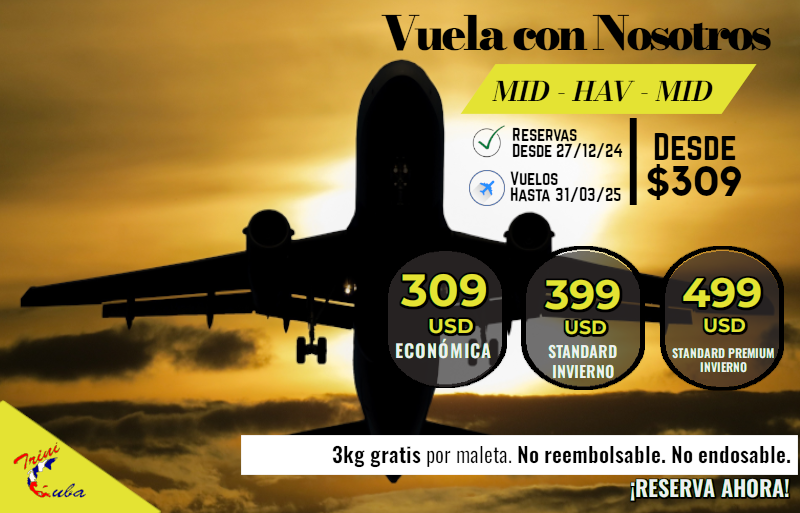 Vuela con Nosotros
MID - HAV - MID
RESERVAS
DESDE 27/12/24
VUELOS
HASTA 31/03/25
DESDE
$309
309
USD
ECONÓMICA
399
USD
STANDARD
INVIERNO
499
USD
STANDARD PREMIUM
INVIERNO
3kg gratis por maleta. No reembolsable. No endosable.
¡RESERVA AHORA!
Trini
Cuba